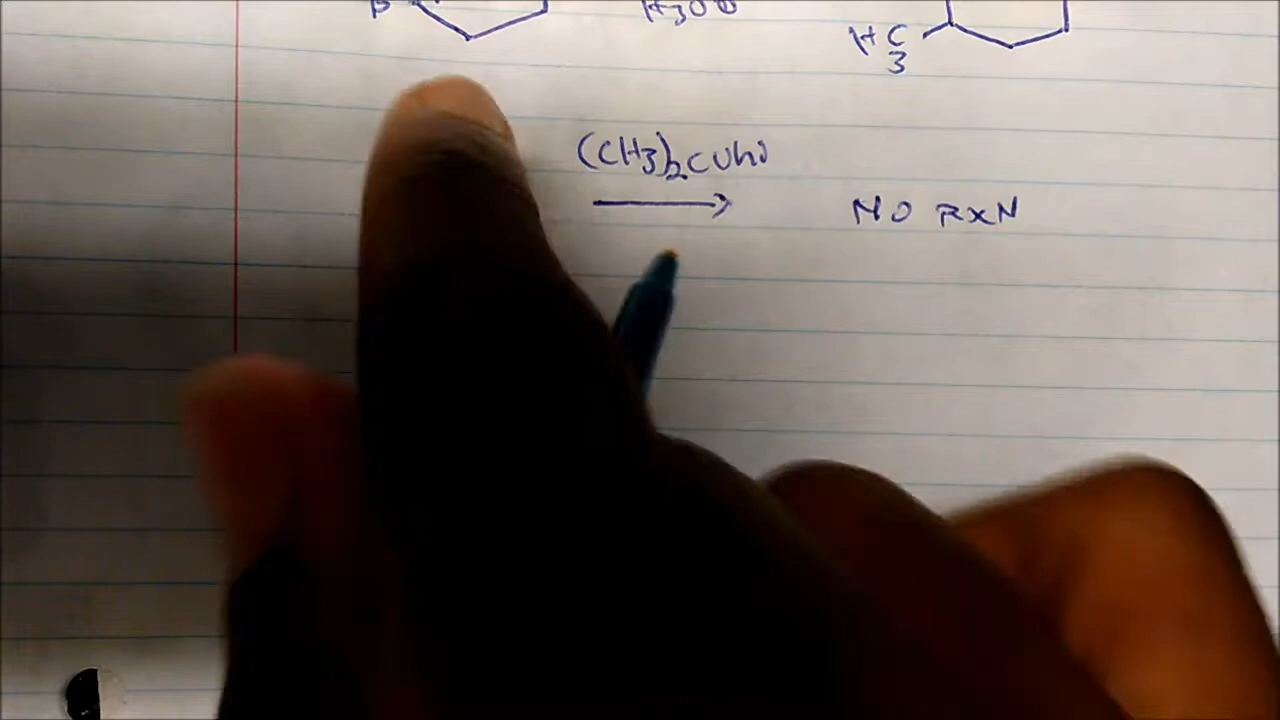 β H3O⊕ H3C
(CH3)2CuLi
NO RXN